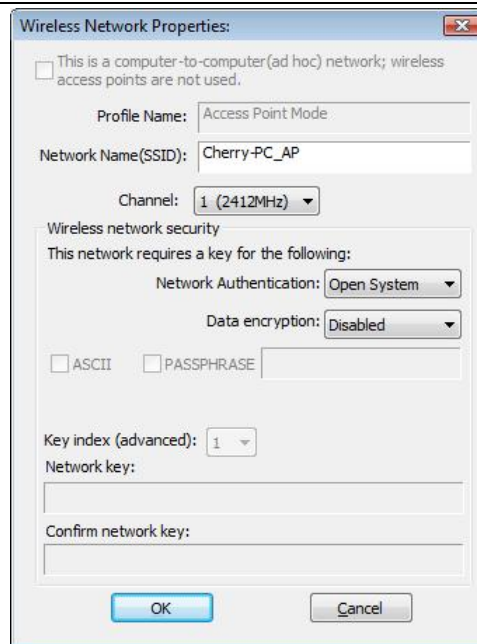 Wireless Network Properties:
This is a computer-to-computer(ad hoc) network; wireless
access points are not used.
Profile Name: Access Point Mode
Network Name(SSID): Cherry-PC_AP
Channel: 1 (2412MHz)
Wireless network security
This network requires a key for the following:
Network Authentication: Open System
Data encryption: Disabled
ASCII PASSPHRASE
Key index (advanced): 1
Network key:
Confirm network key:
OK Cancel